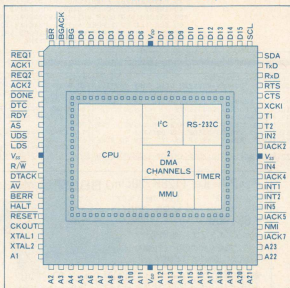 BR
BGACK
BG
D0
D1
D2
D3
D4
D5
D6
D7
D8
D9
D10
D11
D12
D13
D14
D15
SCL
REQ1
ACK1
REQ2
ACK2
DONE
DTC
RDY
AS
UDS
LDS
R/W
DTACK
AV
BERR
HALT
RESET
CKOUT
XTAL1
XTAL2
A1
CPU
I²C
RS-232C
2
DMA
CHANNELS
MMU
TIMER
SDA
TxD
RxD
RTS
CTS
XCKI
T1
T2
IN2
IACK2
IN4
IACK4
INT1
INT2
IN5
IACK5
NMI
IACK7
A23
A22
A2
A3
A4
A5
A6
A7
A8
A9
A10
A11
A12
A13
A14
A15
A16
A17
A18
A19
A20
A21